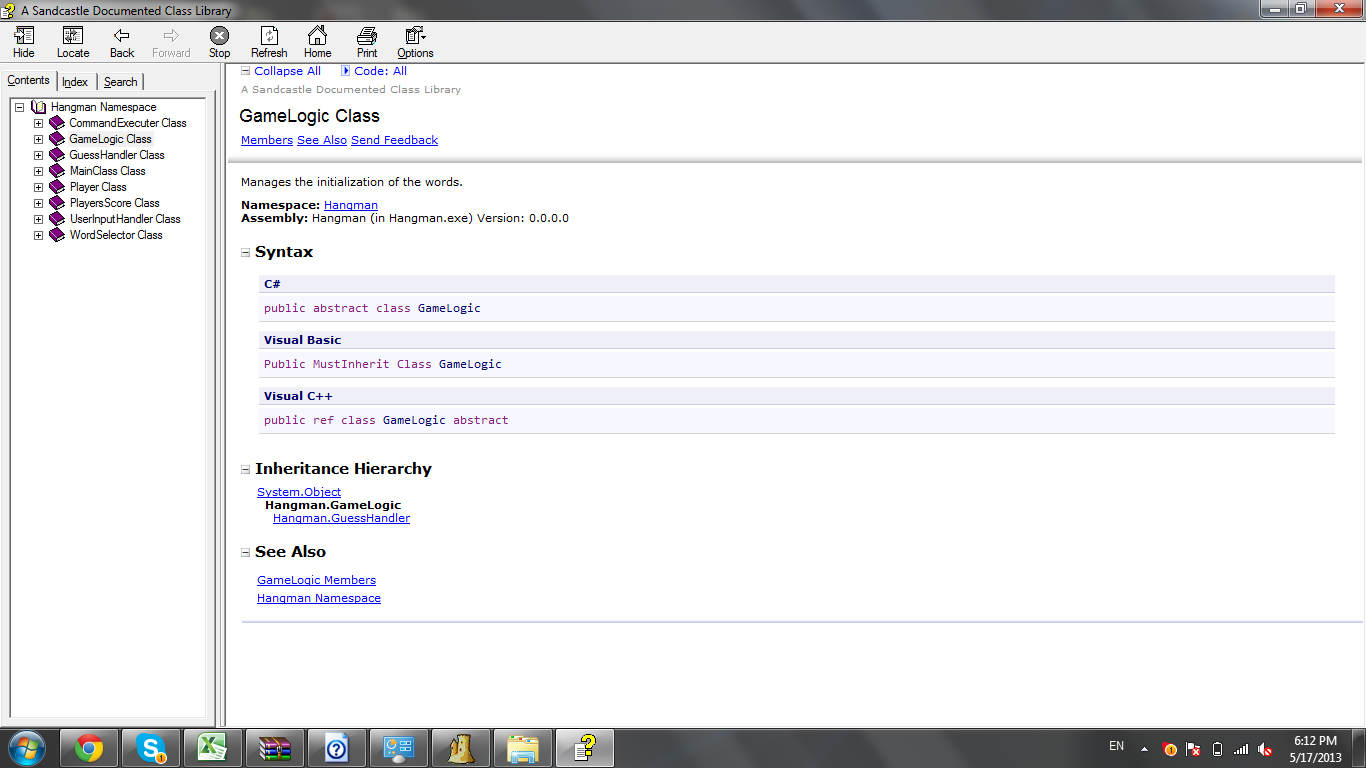 A Sandcastle Documented Class Library
Hide Locate Back Forward Stop Refresh Home Print Options
Contents Index Search
Hangman Namespace
CommandExecuter Class
GameLogic Class
GuessHandler Class
MainClass Class
Player Class
PlayersScore Class
UserInputHandler Class
WordSelector Class
Collapse All Code: All
A Sandcastle Documented Class Library
GameLogic Class
Members See Also Send Feedback
Manages the initialization of the words.
Namespace: Hangman
Assembly: Hangman (in Hangman.exe) Version: 0.0.0.0
Syntax
C#
public abstract class GameLogic
Visual Basic
Public MustInherit Class GameLogic
Visual C++
public ref class GameLogic abstract
Inheritance Hierarchy
System.Object
Hangman.GameLogic
Hangman.GuessHandler
See Also
GameLogic Members
Hangman Namespace
EN
6:12 PM
5/17/2013